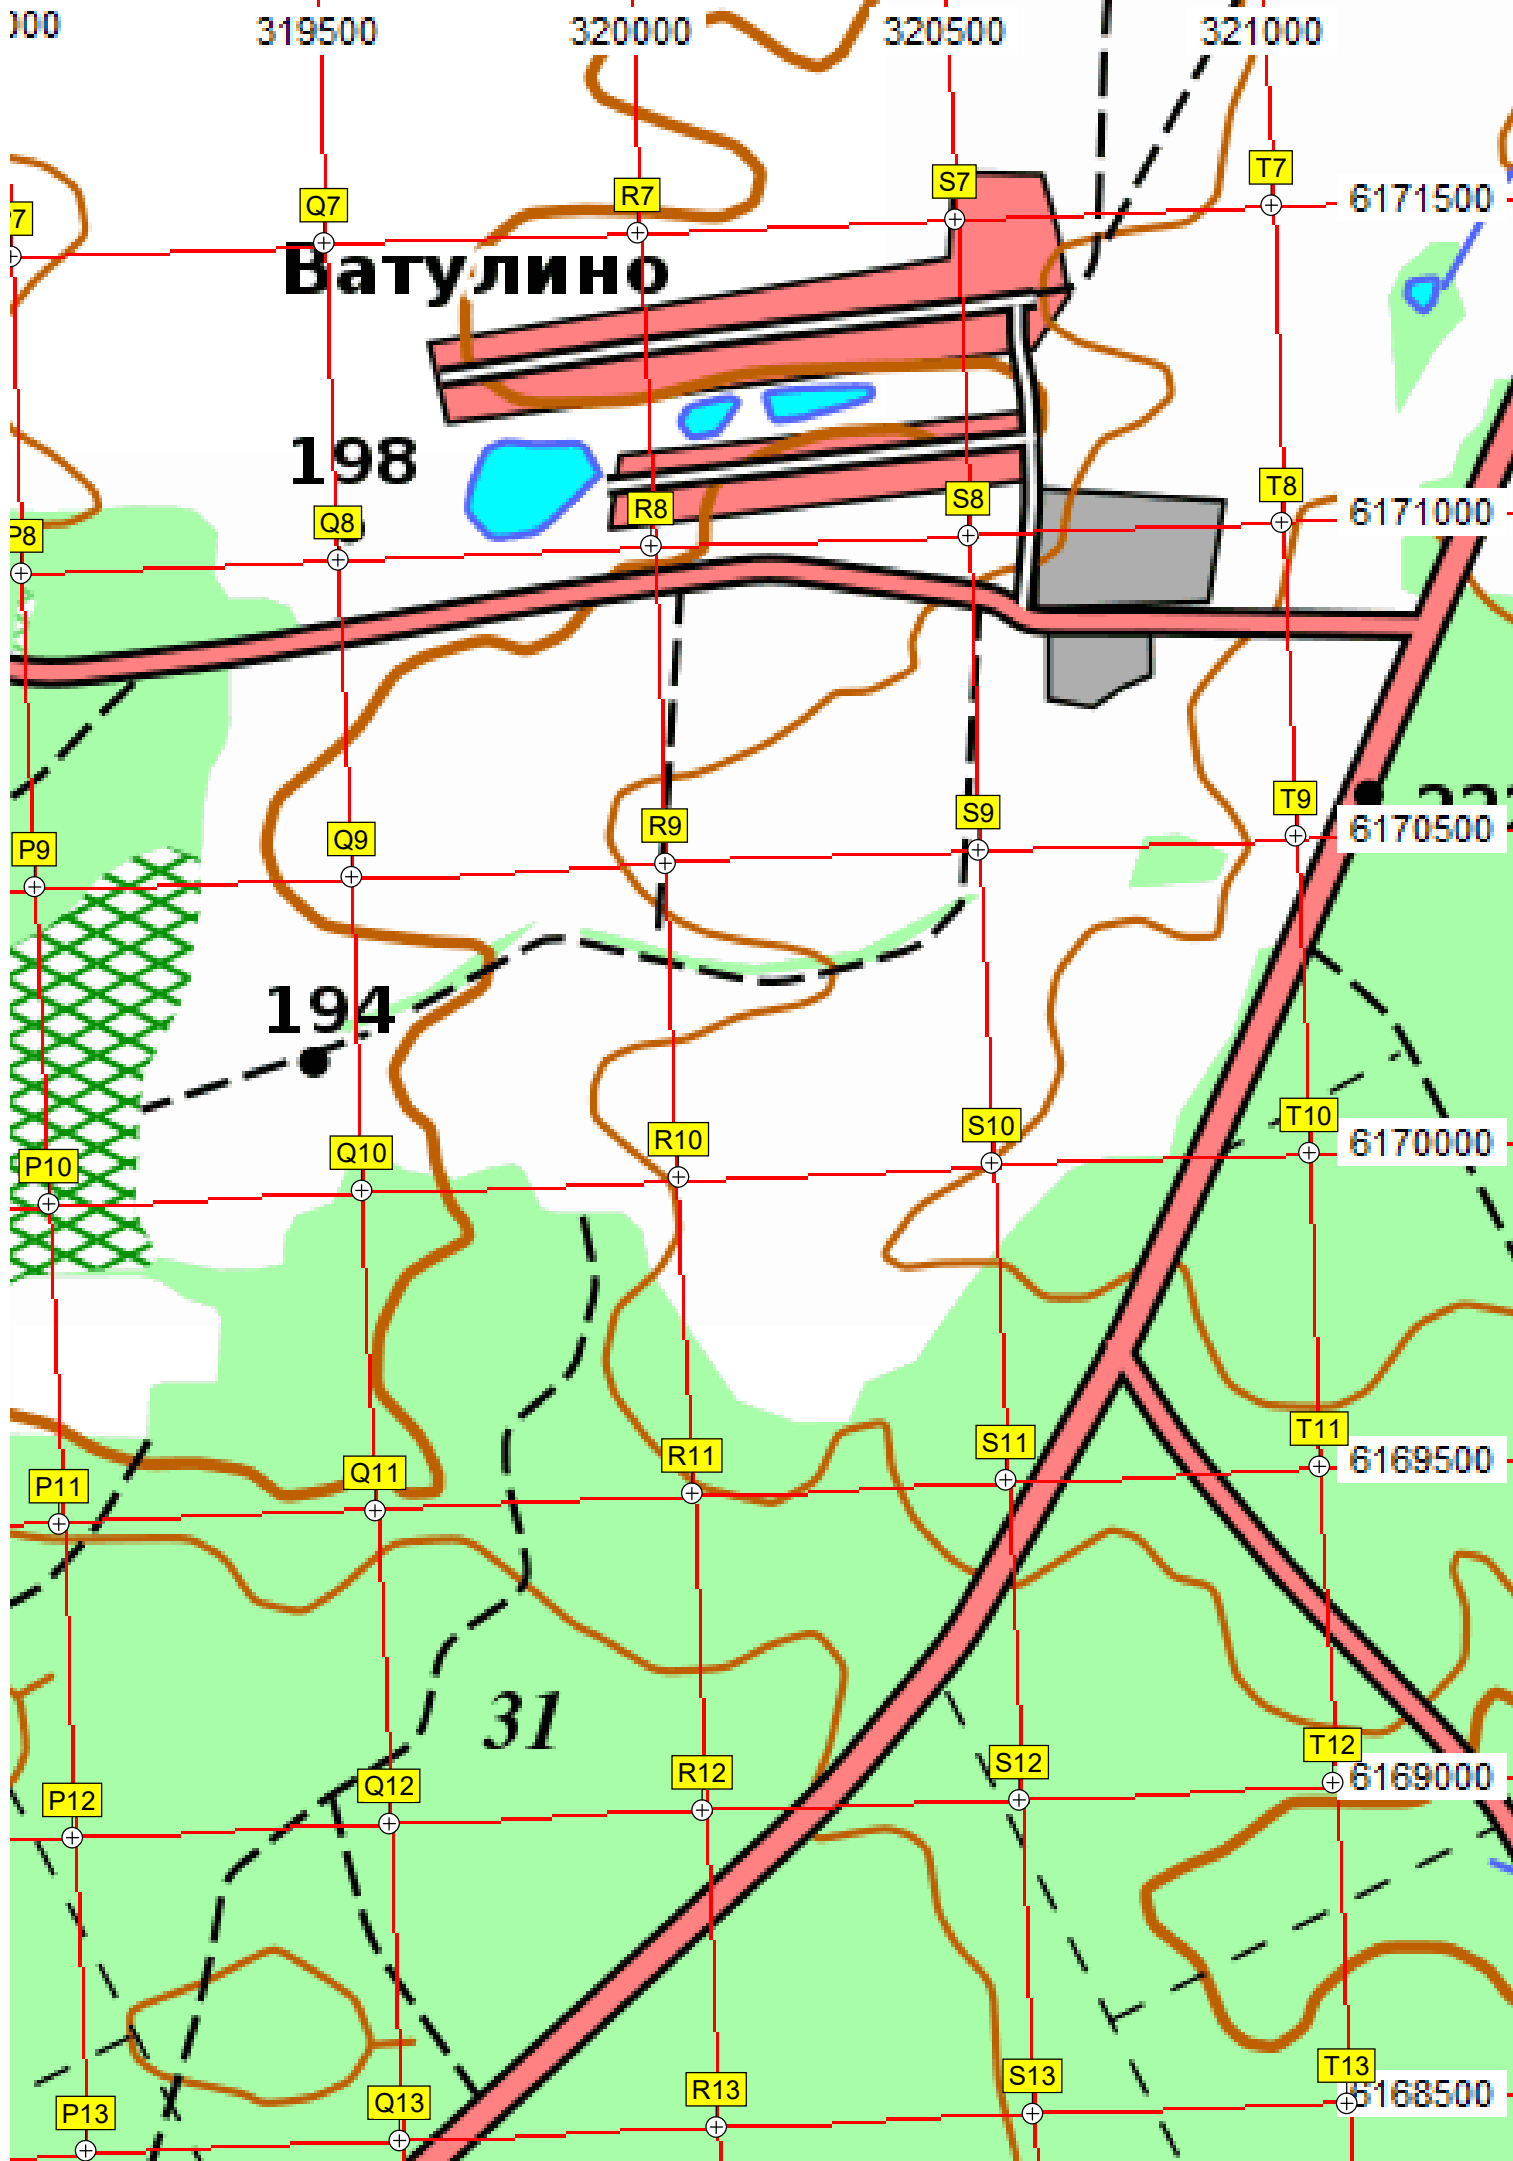 319500 320000 320500 321000
T7
S7
R7
Q7
6171500
Ватулино
198
T8
S8
R8
Q8
P8
6171000
T9
S9
R9
Q9
P9
6170500
194
T10
S10
R10
Q10
P10
6170000
T11
S11
R11
Q11
P11
6169500
31
T12
S12
R12
Q12
P12
6169000
T13
S13
R13
Q13
P13
6168500